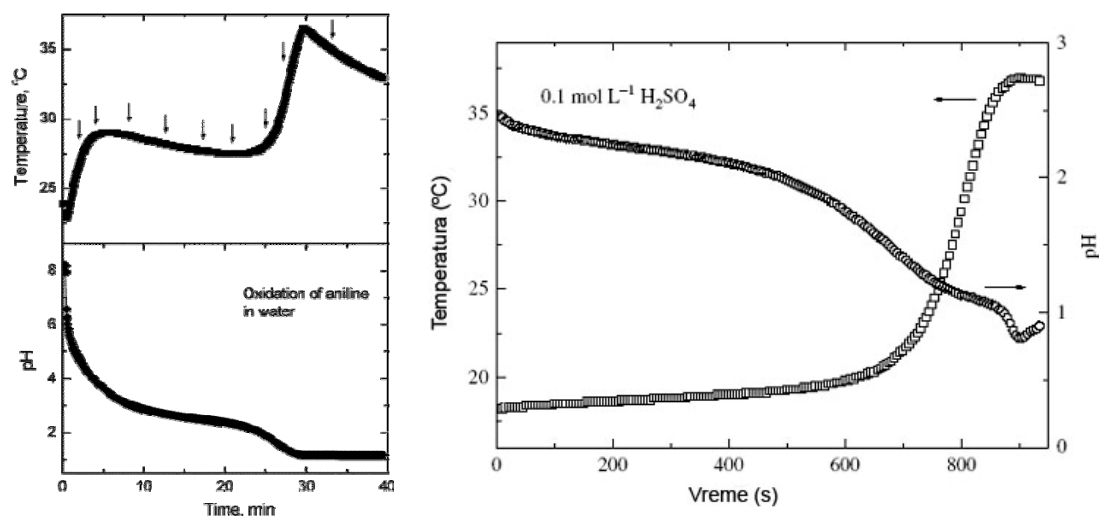 35
30
25
Temperature, °C
8
6
4
2
pH
Oxidation of aniline
in water
0
10
20
30
40
Time, min
0.1 mol L⁻¹ H₂SO₄
35
30
25
20
Temperatura (ºC)
3
2
1
0
pH
0
200
400
600
800
Vreme (s)